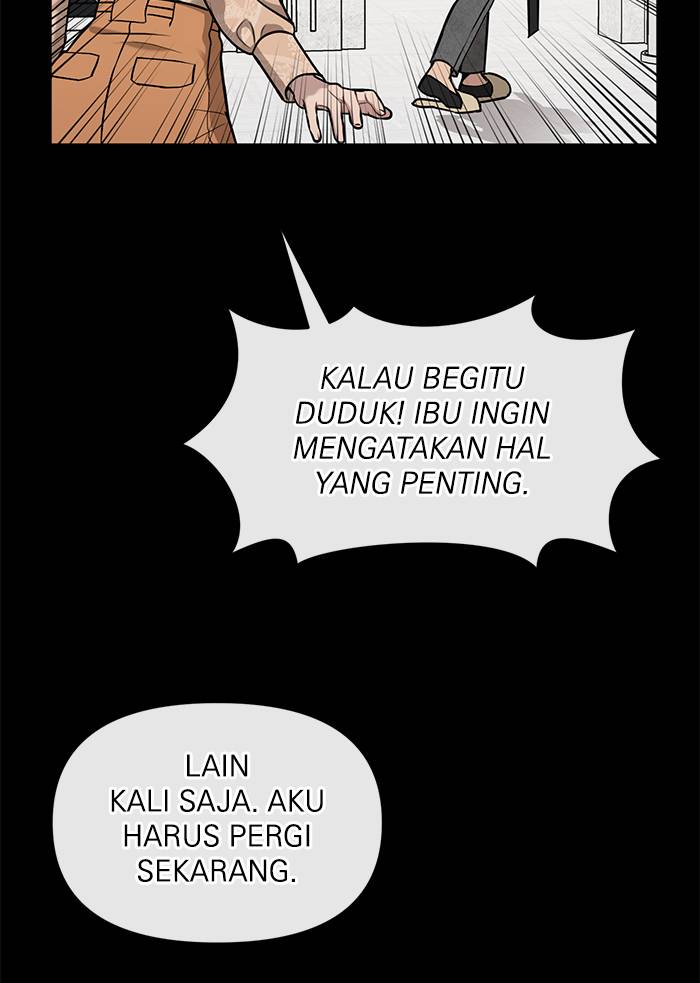 KALAU BEGITU
DUDUK! IBU INGIN
MENGATAKAN HAL
YANG PENTING.
LAIN
KALI SAJA. AKU
HARUS PERGI
SEKARANG.